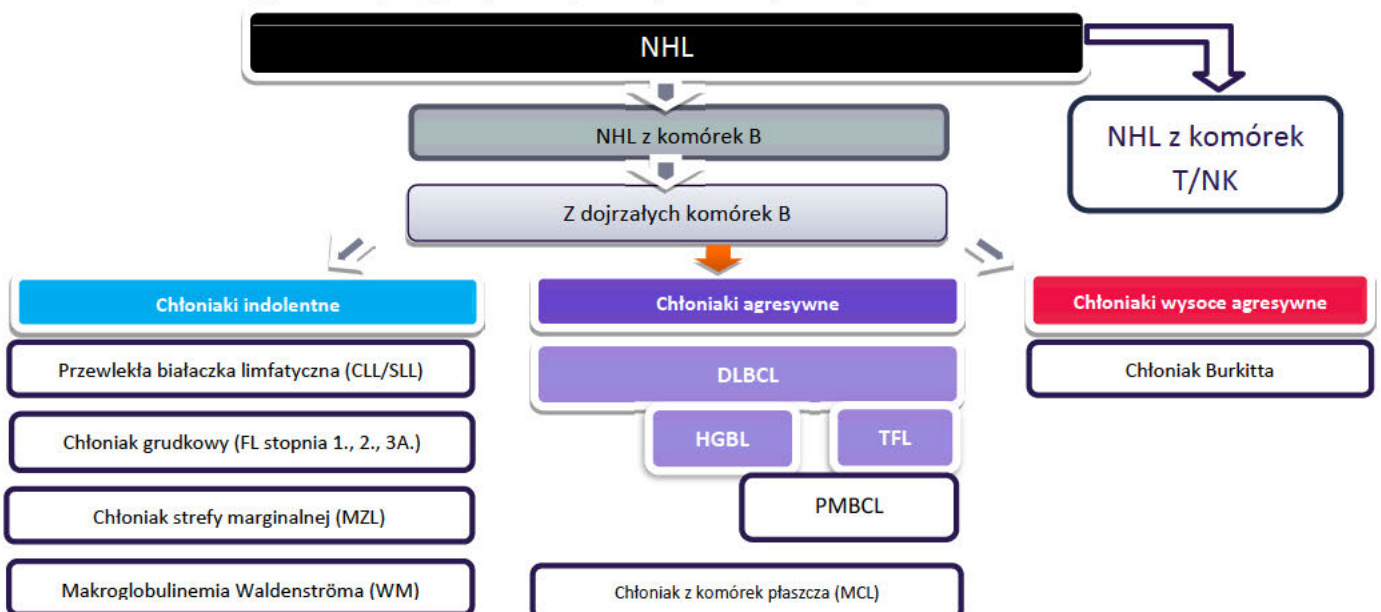 NHL
NHL z komórek B
NHL z komórek
T/NK
Z dojrzałych komórek B
Chłoniaki indolentne
Chłoniaki agresywne
Chłoniaki wysoce agresywne
Przewlekła białaczka limfatyczna (CLL/SLL)
DLBCL
Chłoniak Burkitta
Chłoniak grudkowy (FL stopnia 1., 2., 3A.)
HGBL
TFL
Chłoniak strefy marginalnej (MZL)
PMBCL
Makroglobulinemia Waldenströma (WM)
Chłoniak z komórek płaszcza (MCL)